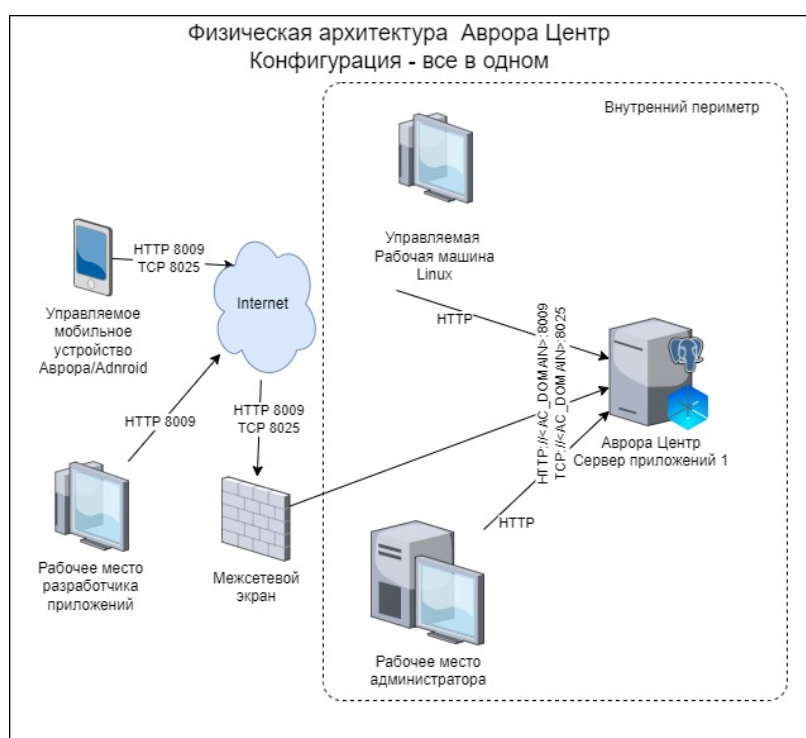 Физическая архитектура Аврора Центр
Конфигурация - все в одном
Внутренний периметр
Управляемая
Рабочая машина
Linux
HTTP 8009
TCP 8025
Internet
Управляемое
мобильное
устройство
Аврора/Adnroid
HTTP
HTTP://<AC_DOMAIN>:8009
TCP://<AC_DOMAIN>:8025
HTTP 8009
HTTP 8009
TCP 8025
Аврора Центр
Сервер приложений 1
HTTP
Рабочее место
разработчика
приложений
Межсетевой
экран
Рабочее место
администратора